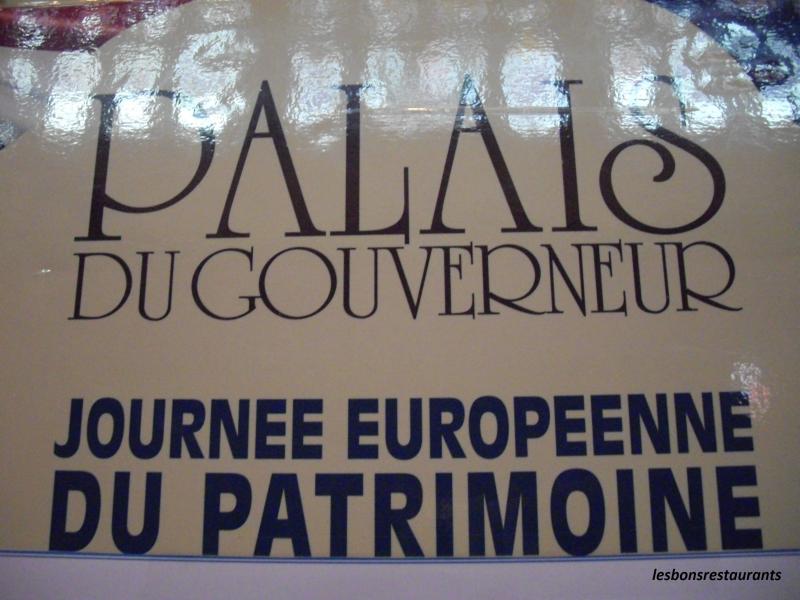 PALAIS
DU GOUVERNEUR
JOURNEE EUROPEENNE
DU PATRIMOINE
lesbonsrestaurants